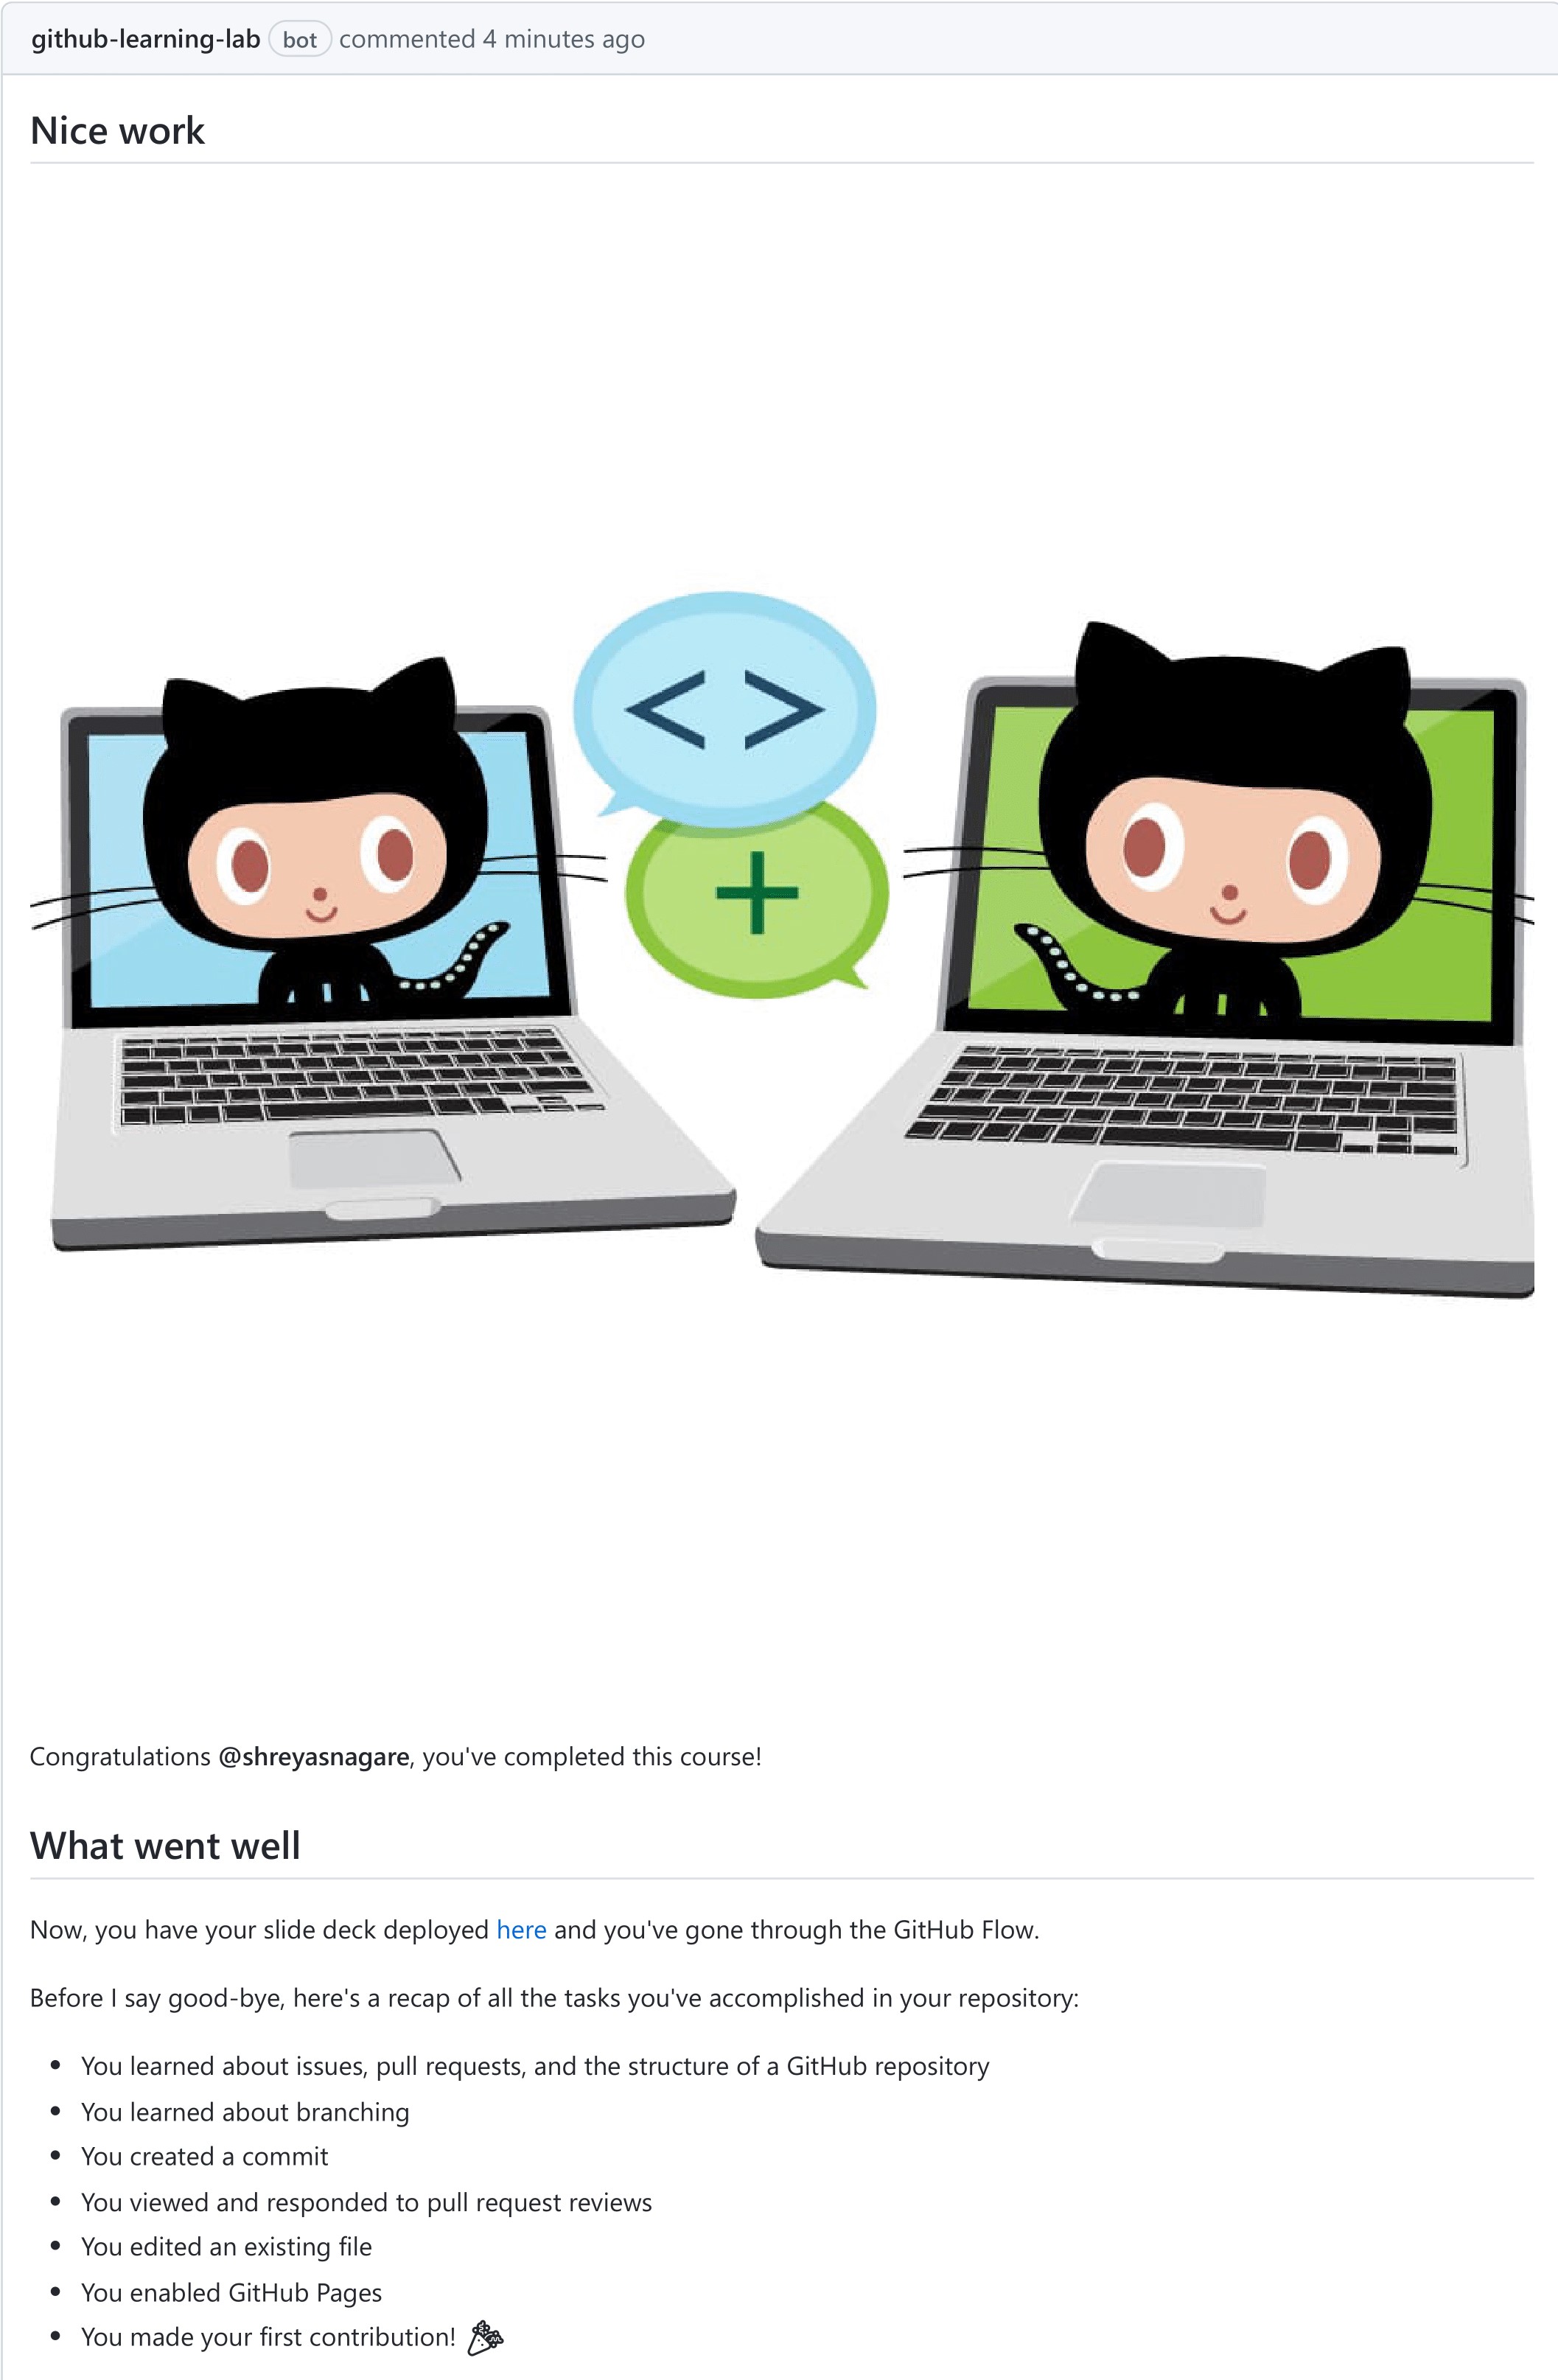 github-learning-lab bot commented 4 minutes ago
Nice work
< >
+
Congratulations @shreyasnagare, you've completed this course!
What went well
Now, you have your slide deck deployed here and you've gone through the GitHub Flow.
Before I say good-bye, here's a recap of all the tasks you've accomplished in your repository:
• You learned about issues, pull requests, and the structure of a GitHub repository
• You learned about branching
• You created a commit
• You viewed and responded to pull request reviews
• You edited an existing file
• You enabled GitHub Pages
• You made your first contribution! 🎉